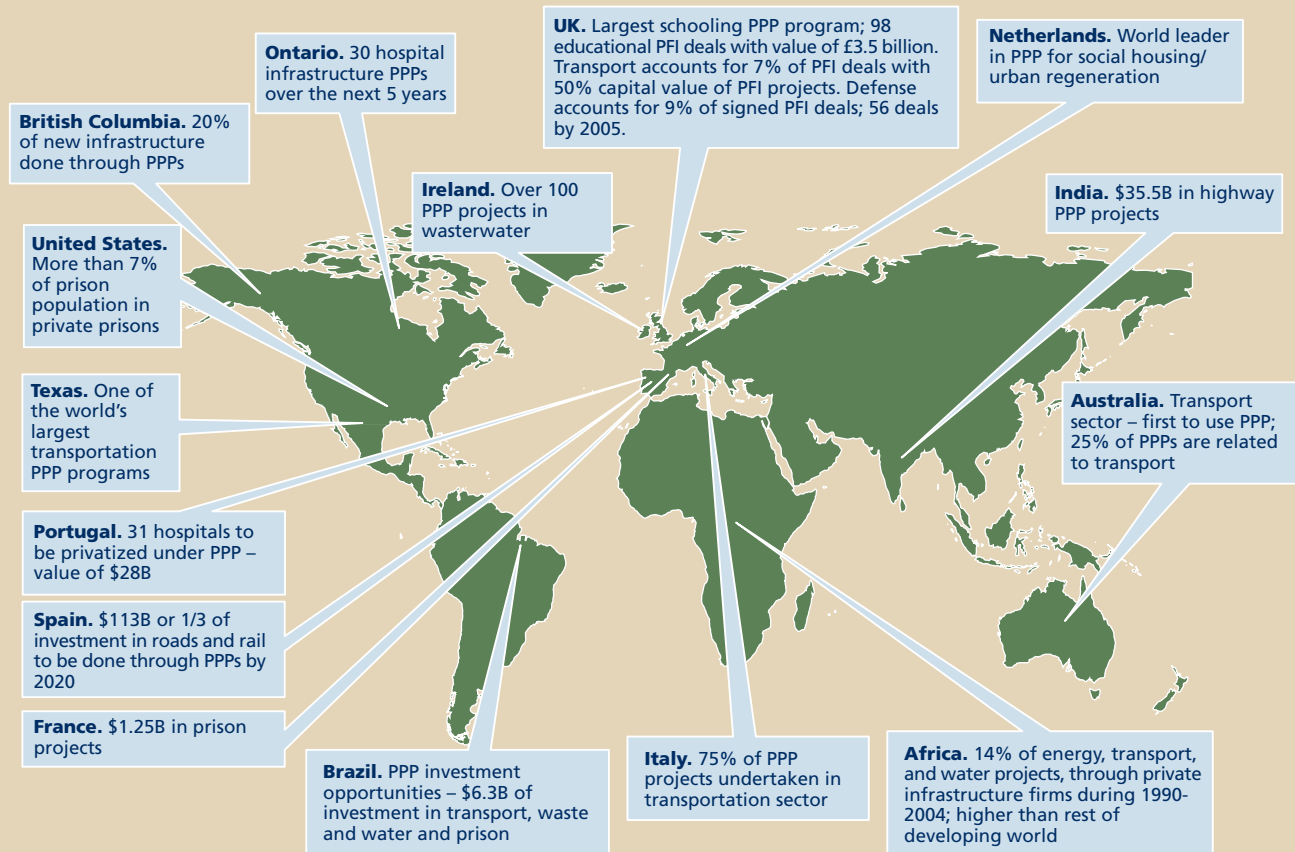 UK. Largest schooling PPP program; 98
educational PFI deals with value of £3.5 billion.
Transport accounts for 7% of PFI deals with
50% capital value of PFI projects. Defense
accounts for 9% of signed PFI deals; 56 deals
by 2005.
Netherlands. World leader
in PPP for social housing/
urban regeneration
Ontario. 30 hospital
infrastructure PPPs
over the next 5 years
British Columbia. 20%
of new infrastructure
done through PPPs
Ireland. Over 100
PPP projects in
wasterwater
India. $35.5B in highway
PPP projects
United States.
More than 7%
of prison
population in
private prisons
Texas. One of
the world's
largest
transportation
PPP programs
Australia. Transport
sector – first to use PPP;
25% of PPPs are related
to transport
Portugal. 31 hospitals to
be privatized under PPP –
value of $28B
Spain. $113B or 1/3 of
investment in roads and rail
to be done through PPPs by
2020
France. $1.25B in prison
projects
Brazil. PPP investment
opportunities – $6.3B of
investment in transport, waste
and water and prison
Italy. 75% of PPP
projects undertaken in
transportation sector
Africa. 14% of energy, transport,
and water projects, through private
infrastructure firms during 1990-
2004; higher than rest of
developing world